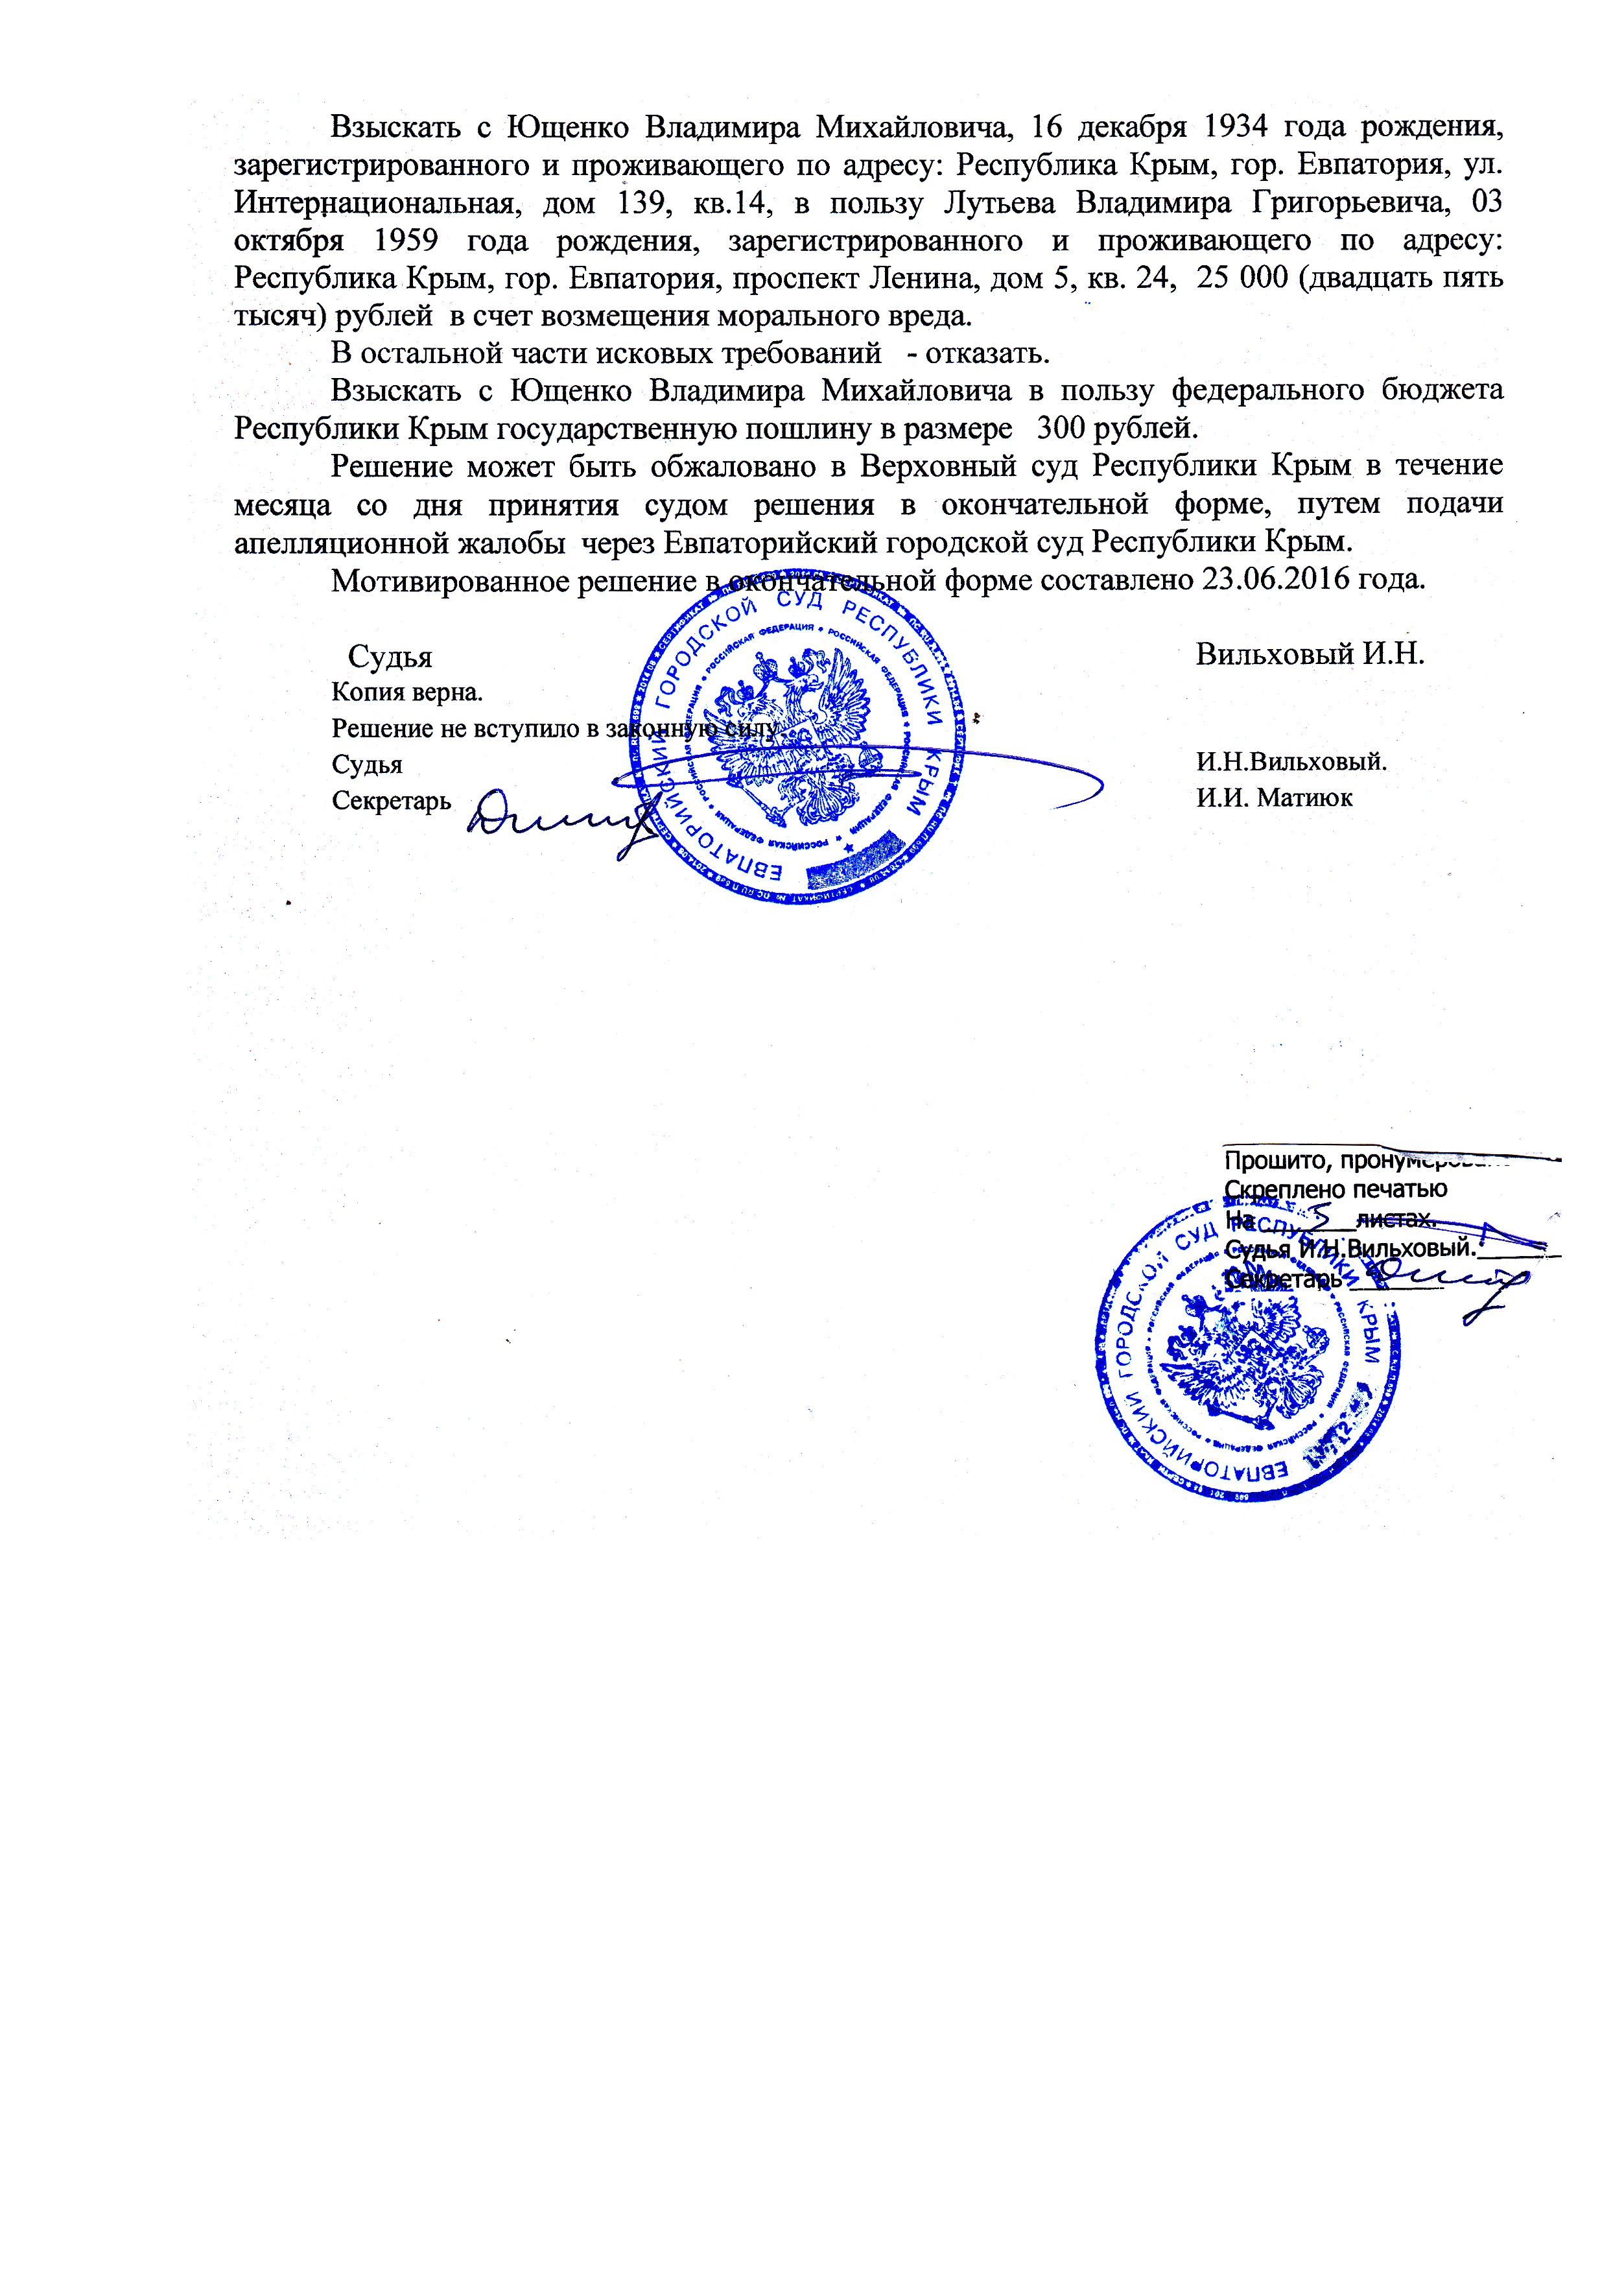 Взыскать с Ющенко Владимира Михайловича, 16 декабря 1934 года рождения,
зарегистрированного и проживающего по адресу: Республика Крым, гор. Евпатория, ул.
Интернациональная, дом 139, кв.14, в пользу Лутьева Владимира Григорьевича, 03
октября 1959 года рождения, зарегистрированного и проживающего по адресу:
Республика Крым, гор. Евпатория, проспект Ленина, дом 5, кв. 24, 25 000 (двадцать пять
тысяч) рублей в счет возмещения морального вреда.
В остальной части исковых требований - отказать.
Взыскать с Ющенко Владимира Михайловича в пользу федерального бюджета
Республики Крым государственную пошлину в размере 300 рублей.
Решение может быть обжаловано в Верховный суд Республики Крым в течение
месяца со дня принятия судом решения в окончательной форме, путем подачи
апелляционной жалобы через Евпаторийский городской суд Республики Крым.
Мотивированное решение в окончательной форме составлено 23.06.2016 года.
Судья Вильховый И.Н.
Копия верна.
Решение не вступило в законную силу
Судья И.Н.Вильховый.
Секретарь И.И. Матиюк
ЕВПАТОРИЙСКИЙ ГОРОДСКОЙ СУД РЕСПУБЛИКИ КРЫМ
РОССИЙСКАЯ ФЕДЕРАЦИЯ * РОССИЙСКАЯ ФЕДЕРАЦИЯ * РОССИЙСКАЯ ФЕДЕРАЦИЯ * РОССИЙСКАЯ ФЕДЕРАЦИЯ
Прошито,
Скреплено печатью
На 5 листах.
Судья И.Н.Вильховый.
Секретарь
ЕВПАТОРИЙСКИЙ ГОРОДСКОЙ СУД РЕСПУБЛИКИ КРЫМ